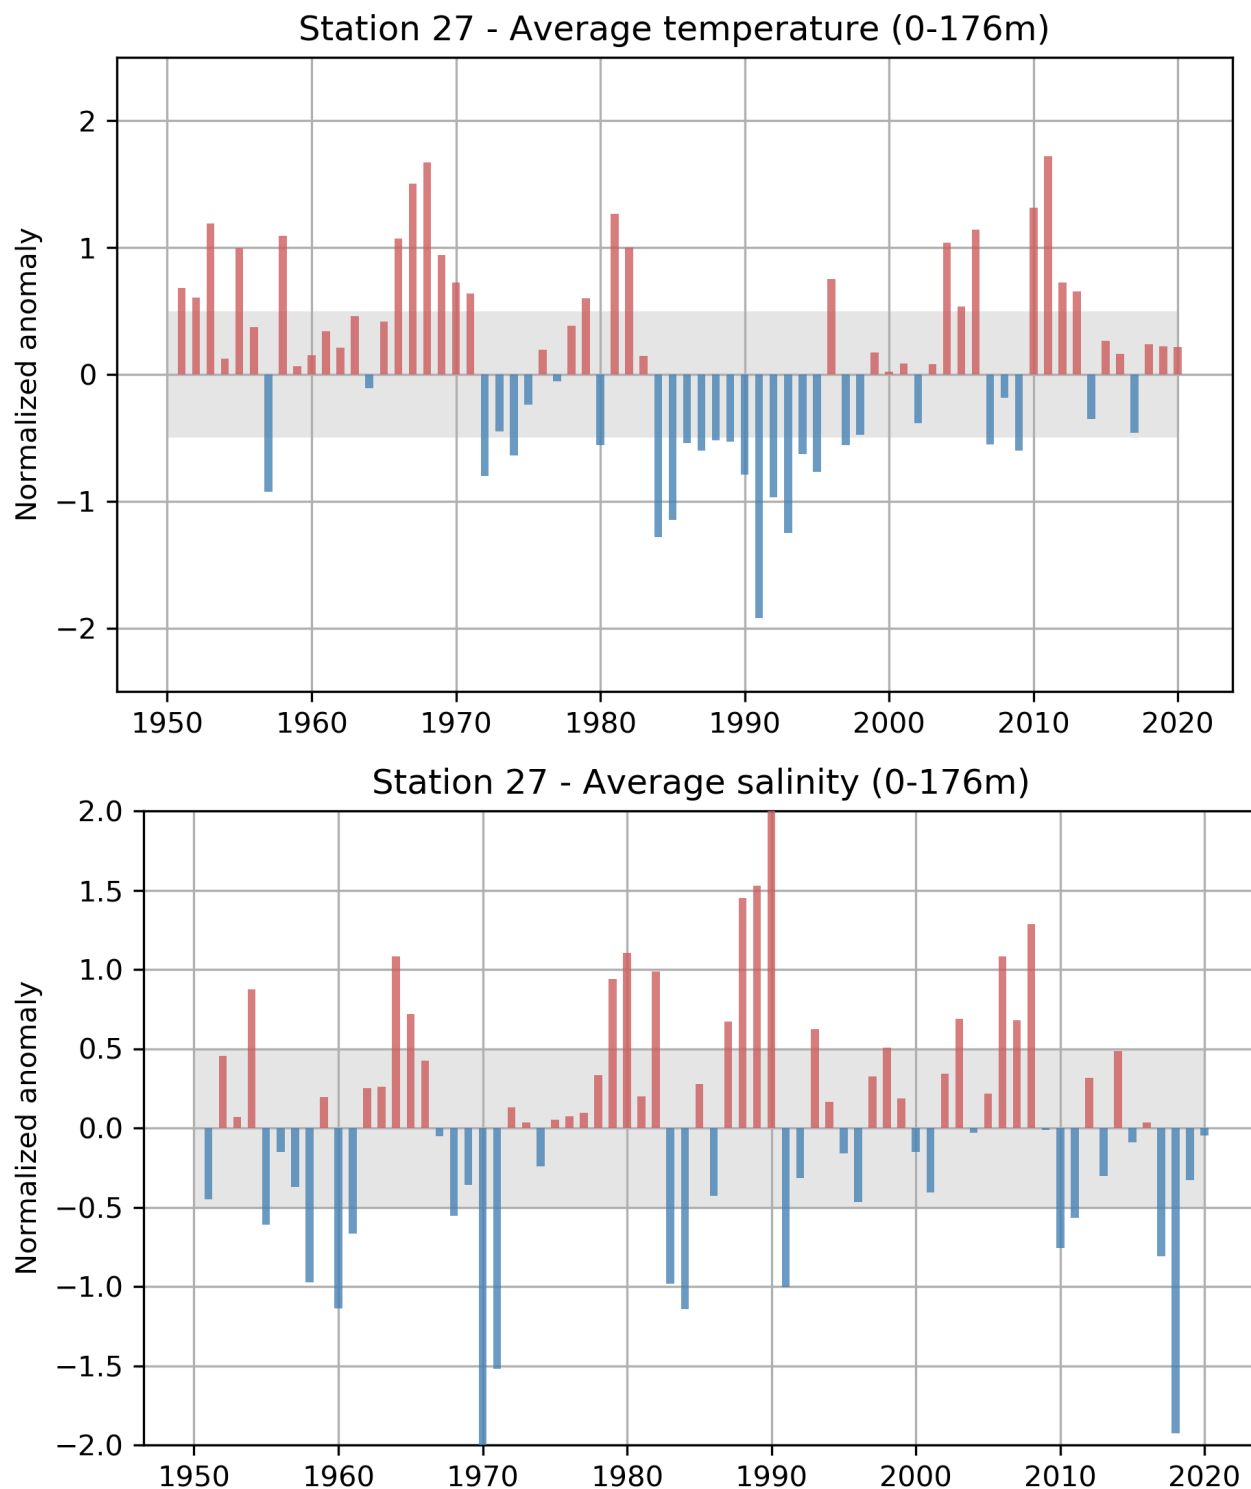 Station 27 - Average temperature (0-176m)
Normalized anomaly
2
1
0
−1
−2
1950 1960 1970 1980 1990 2000 2010 2020
Station 27 - Average salinity (0-176m)
Normalized anomaly
2.0
1.5
1.0
0.5
0.0
−0.5
−1.0
−1.5
−2.0
1950 1960 1970 1980 1990 2000 2010 2020